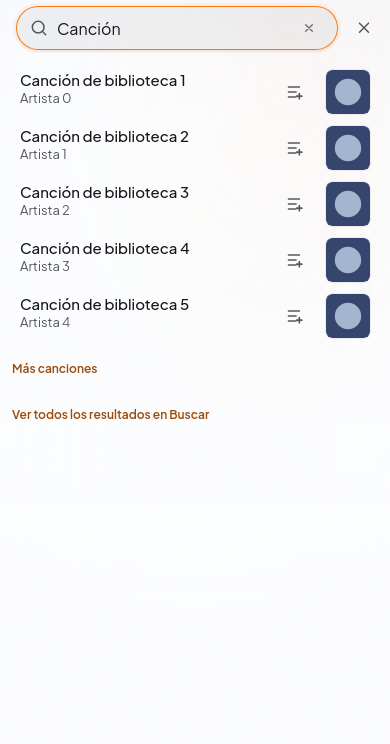 Canción
Canción de biblioteca 1
Artista 0
Canción de biblioteca 2
Artista 1
Canción de biblioteca 3
Artista 2
Canción de biblioteca 4
Artista 3
Canción de biblioteca 5
Artista 4
Más canciones
Ver todos los resultados en Buscar